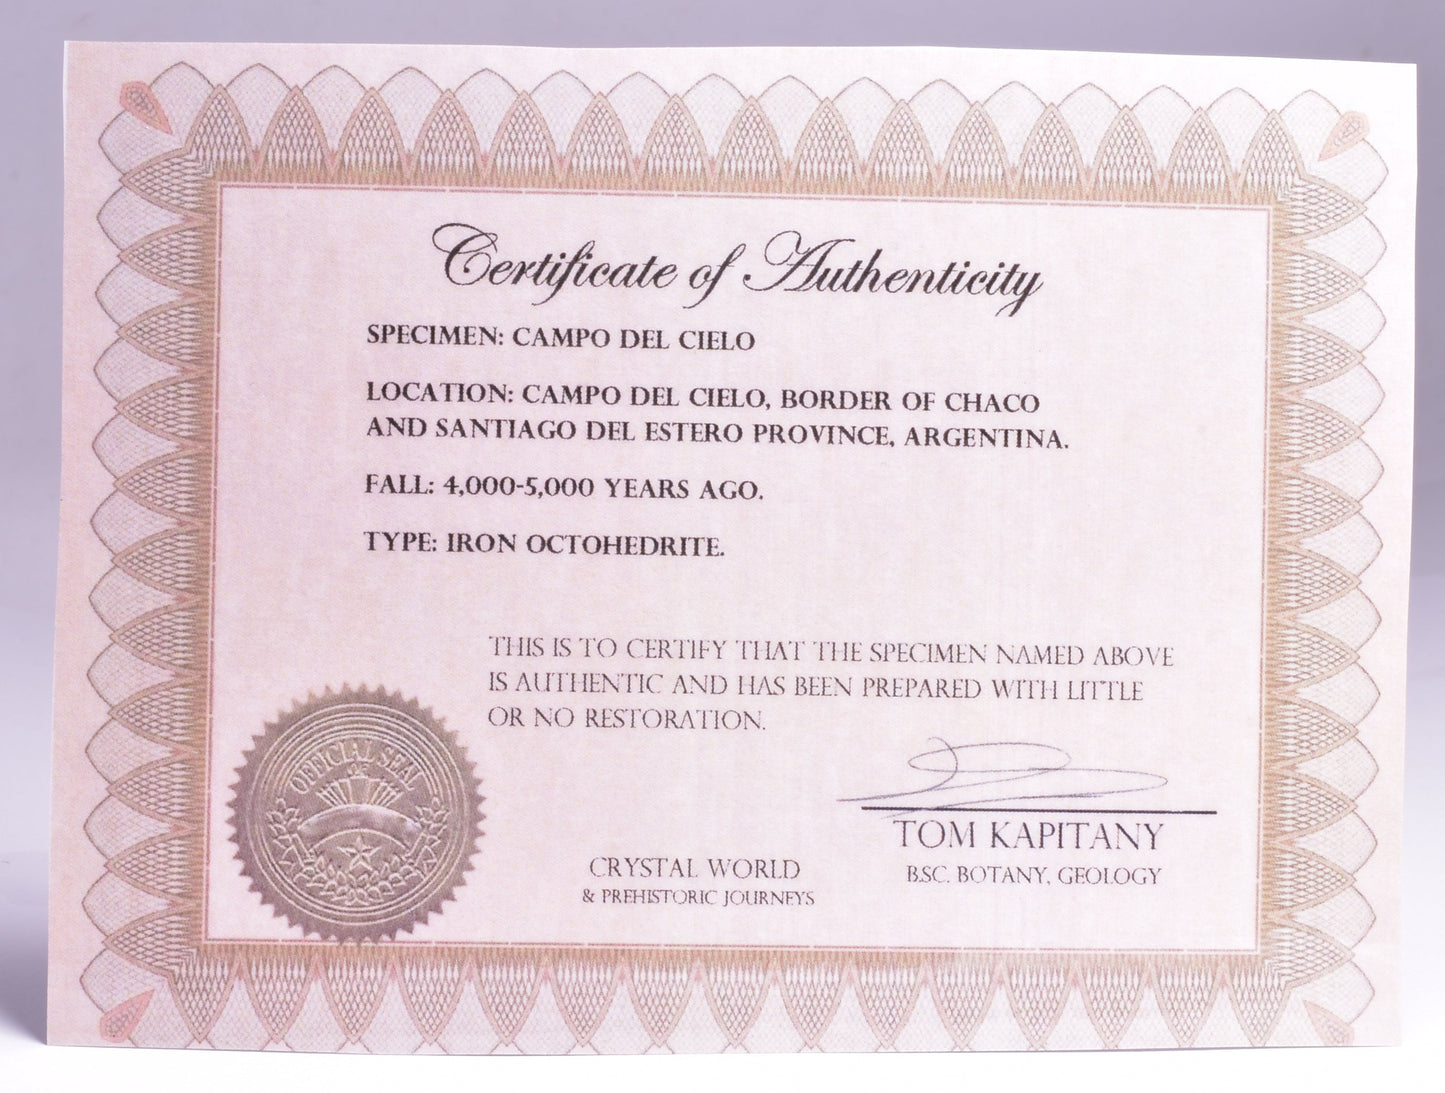 Certificate of Authenticity
SPECIMEN: CAMPO DEL CIELO
LOCATION: CAMPO DEL CIELO, BORDER OF CHACO
AND SANTIAGO DEL ESTERO PROVINCE, ARGENTINA.
FALL: 4,000-5,000 YEARS AGO.
TYPE: IRON OCTOHEDRITE.
THIS IS TO CERTIFY THAT THE SPECIMEN NAMED ABOVE
IS AUTHENTIC AND HAS BEEN PREPARED WITH LITTLE
OR NO RESTORATION.
OFFICIAL SEAL
TOM KAPITANY
B.SC. BOTANY, GEOLOGY
CRYSTAL WORLD
& PREHISTORIC JOURNEYS